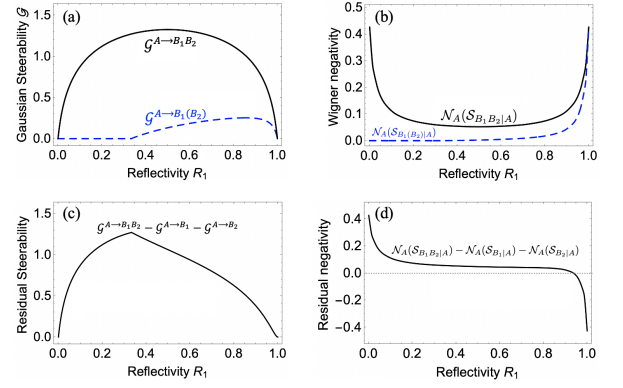 (a)
Gaussian Steerability 𝒢
1.5
1.0
0.5
0.0
𝒢^{A→B₁B₂}
𝒢^{A→B₁(B₂)}
0.0 0.2 0.4 0.6 0.8 1.0
Reflectivity R₁
(b)
Wigner negativity
0.5
0.4
0.3
0.2
0.1
0.0
𝒩_A(𝒮_{B₁B₂|A})
𝒩_A(𝒮_{B₁(B₂)|A})
0.0 0.2 0.4 0.6 0.8 1.0
Reflectivity R₁
(c)
Residual Steerability
1.5
1.0
0.5
0.0
𝒢^{A→B₁B₂} − 𝒢^{A→B₁} − 𝒢^{A→B₂}
0.0 0.2 0.4 0.6 0.8 1.0
Reflectivity R₁
(d)
Residual negativity
0.4
0.2
0.0
−0.2
−0.4
𝒩_A(𝒮_{B₁B₂|A}) − 𝒩_A(𝒮_{B₁|A}) − 𝒩_A(𝒮_{B₂|A})
0.0 0.2 0.4 0.6 0.8 1.0
Reflectivity R₁